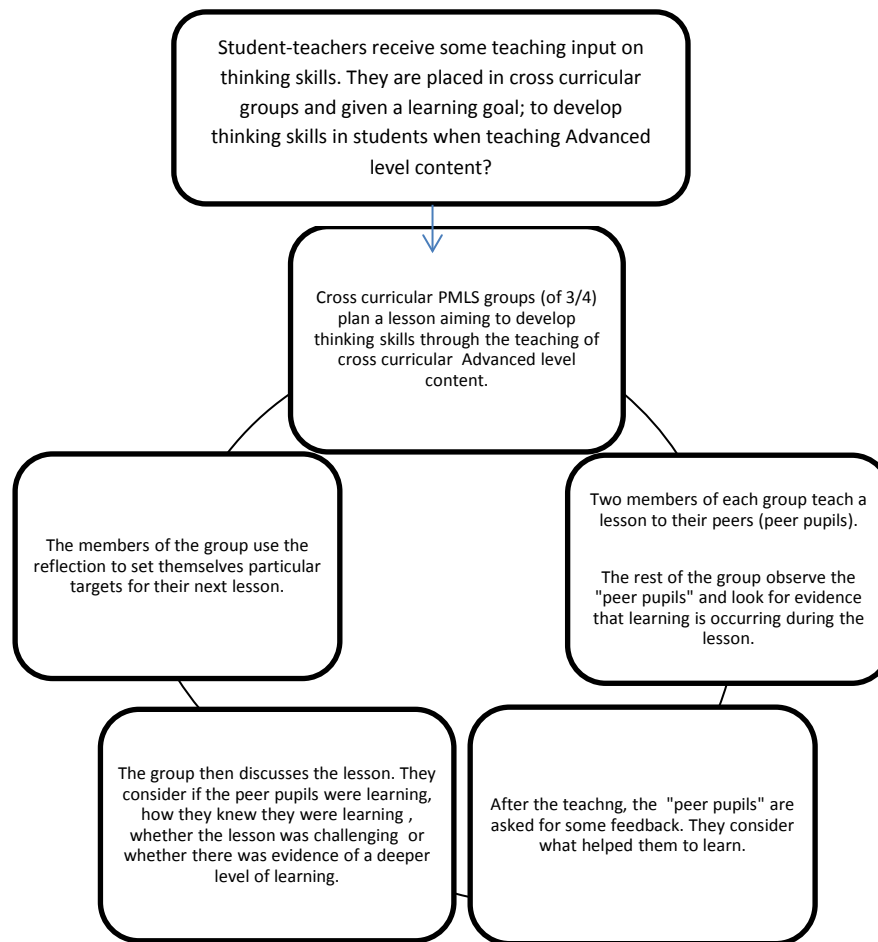 Student-teachers receive some teaching input on
thinking skills. They are placed in cross curricular
groups and given a learning goal; to develop
thinking skills in students when teaching Advanced
level content?
Cross curricular PMLS groups (of 3/4)
plan a lesson aiming to develop
thinking skills through the teaching of
cross curricular Advanced level
content.
Two members of each group teach a
lesson to their peers (peer pupils).
The rest of the group observe the
"peer pupils" and look for evidence
that learning is occurring during the
lesson.
After the teachng, the "peer pupils" are
asked for some feedback. They consider
what helped them to learn.
The group then discusses the lesson. They
consider if the peer pupils were learning,
how they knew they were learning ,
whether the lesson was challenging or
whether there was evidence of a deeper
level of learning.
The members of the group use the
reflection to set themselves particular
targets for their next lesson.